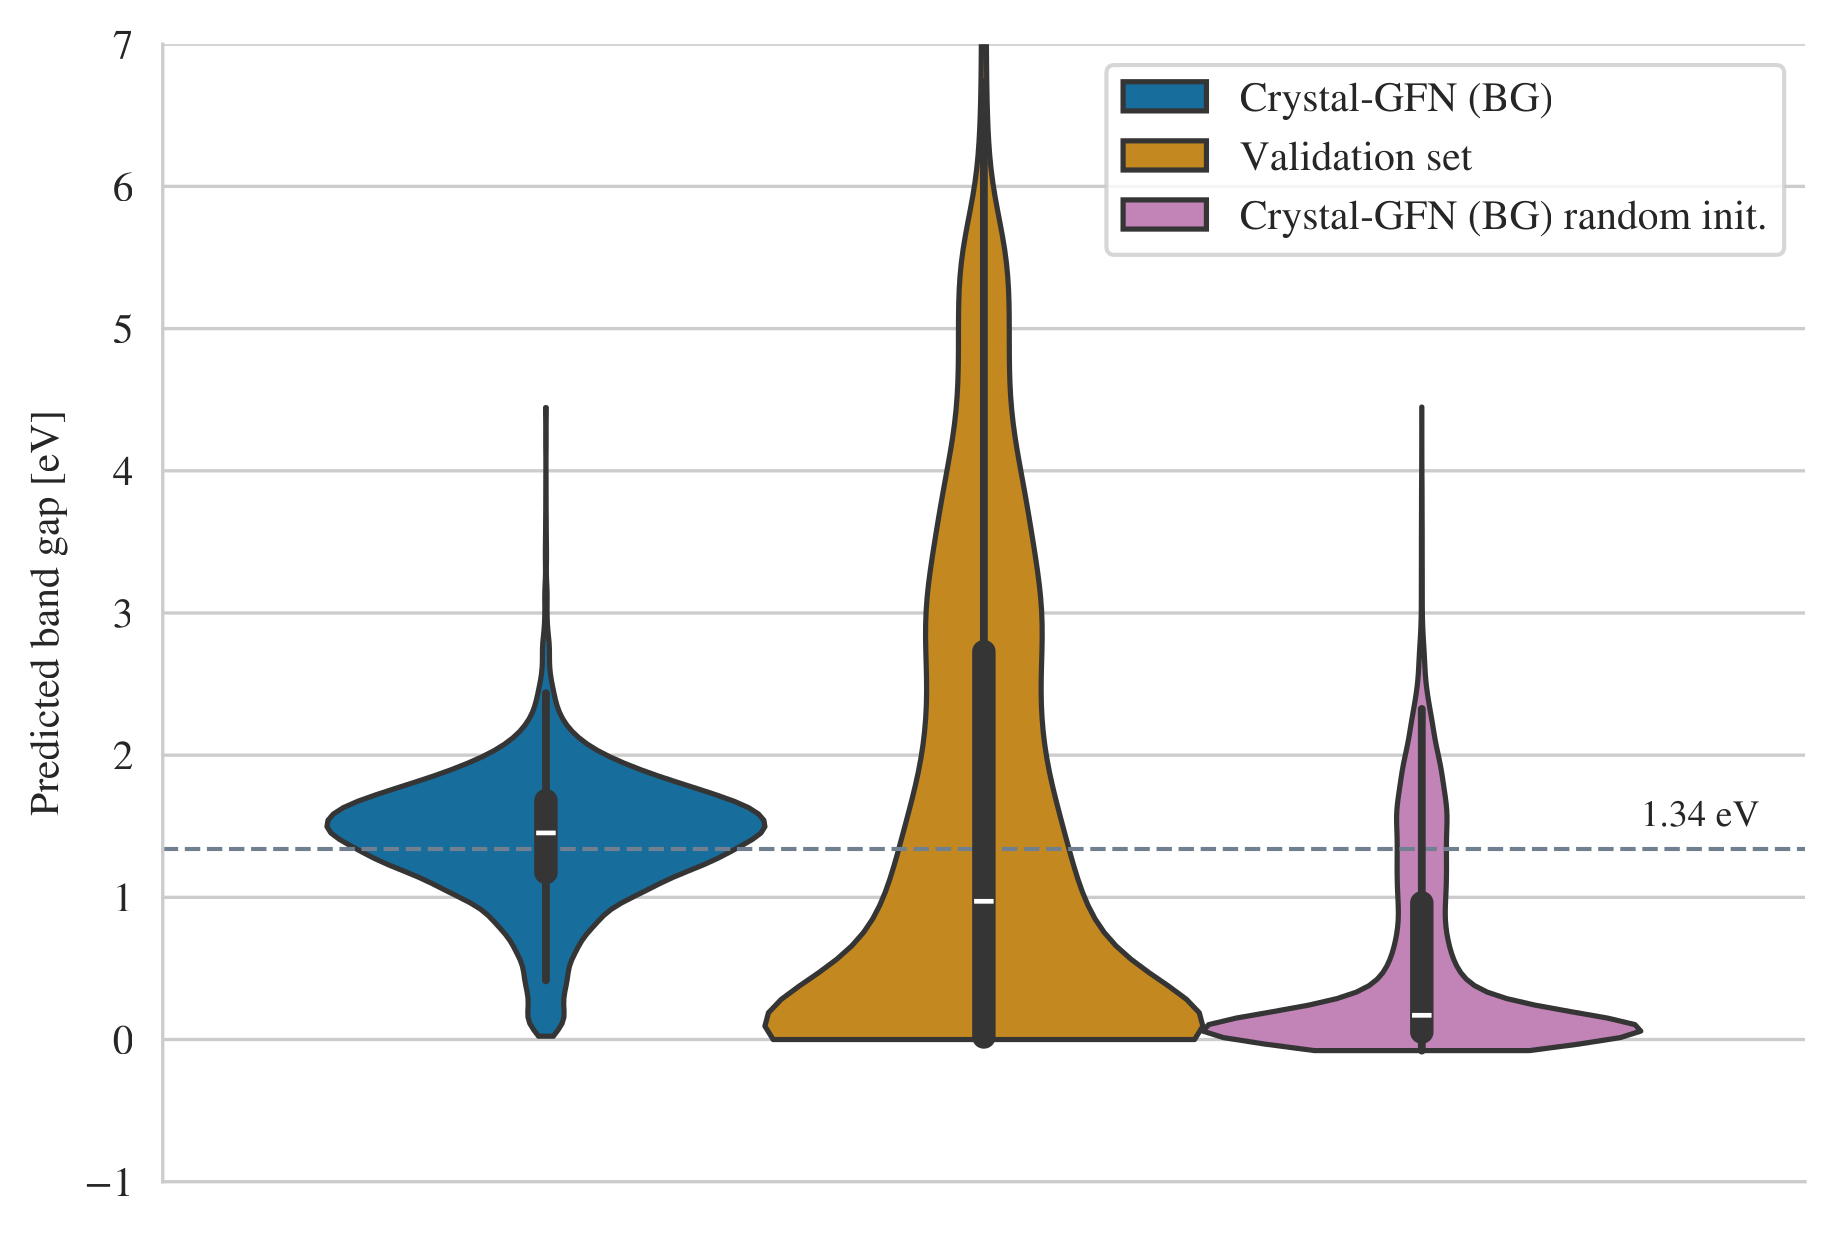 Predicted band gap [eV]
7
6
5
4
3
2
1
0
−1
Crystal-GFN (BG)
Validation set
Crystal-GFN (BG) random init.
1.34 eV